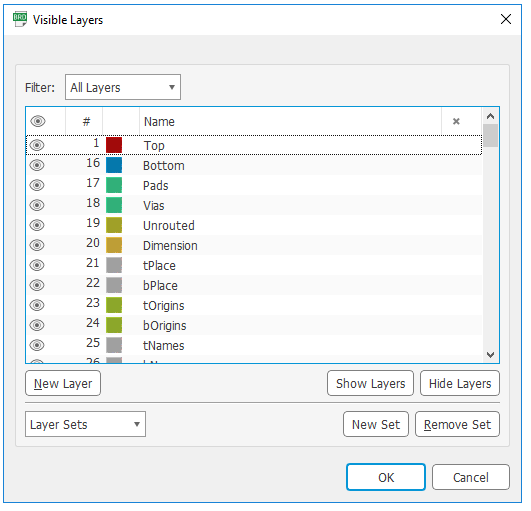 BRD
Visible Layers
Filter: All Layers
# Name
1 Top
16 Bottom
17 Pads
18 Vias
19 Unrouted
20 Dimension
21 tPlace
22 bPlace
23 tOrigins
24 bOrigins
25 tNames
26
New Layer Show Layers Hide Layers
Layer Sets New Set Remove Set
OK Cancel